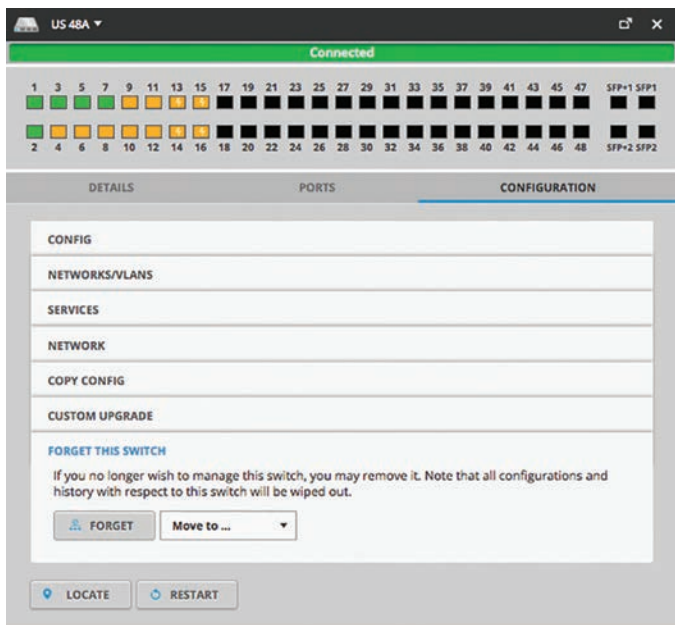 US 48A
Connected
1 3 5 7 9 11 13 15 17 19 21 23 25 27 29 31 33 35 37 39 41 43 45 47 SFP+1 SFP1
2 4 6 8 10 12 14 16 18 20 22 24 26 28 30 32 34 36 38 40 42 44 46 48 SFP+2 SFP2
DETAILS PORTS CONFIGURATION
CONFIG
NETWORKS/VLANS
SERVICES
NETWORK
COPY CONFIG
CUSTOM UPGRADE
FORGET THIS SWITCH
If you no longer wish to manage this switch, you may remove it. Note that all configurations and
history with respect to this switch will be wiped out.
FORGET Move to ...
LOCATE RESTART